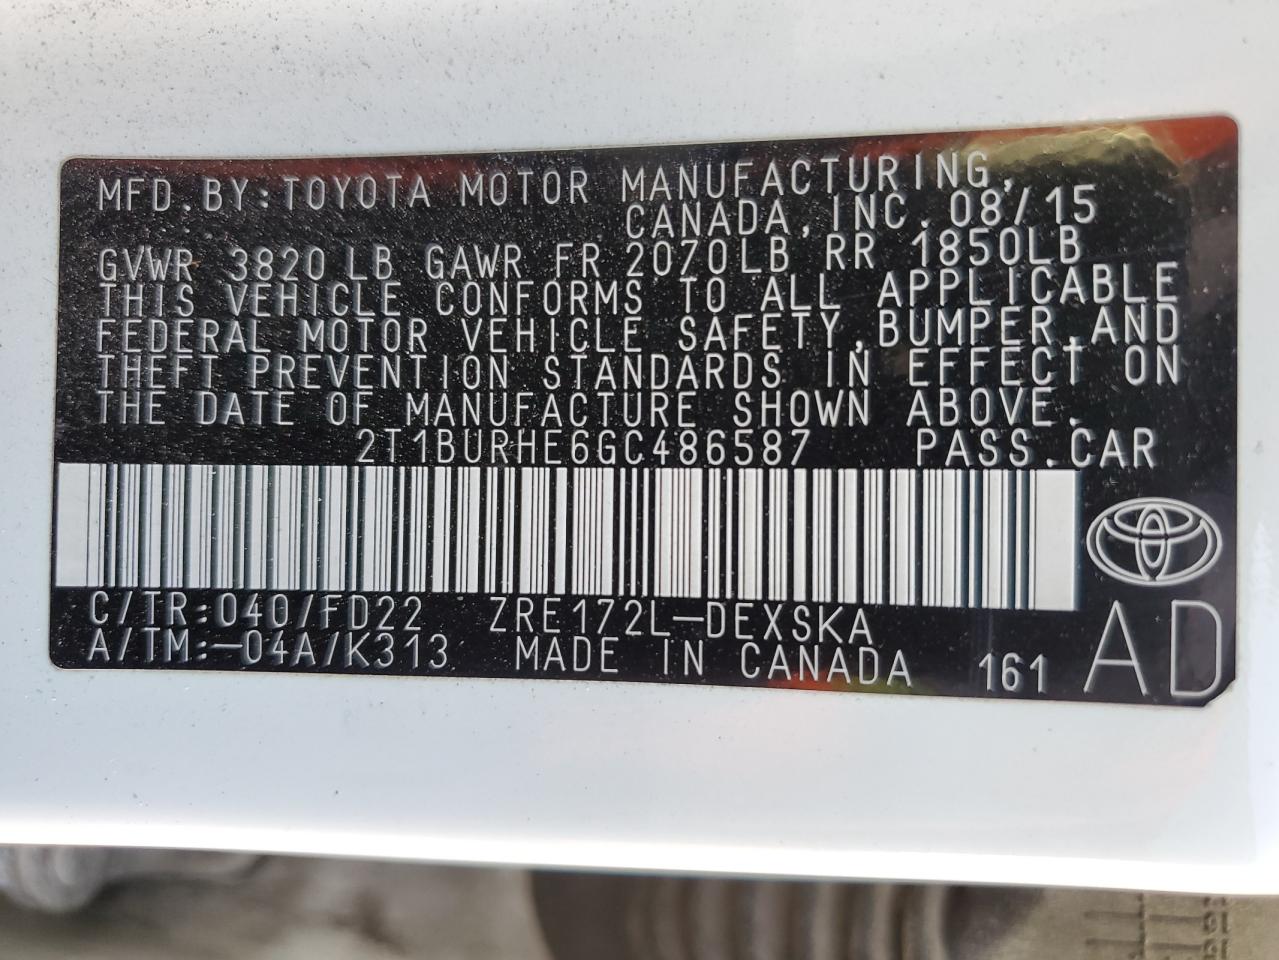 MFD.BY:TOYOTA MOTOR MANUFACTURING,
CANADA,INC. 08/15
GVWR 3820 LB GAWR FR 2070LB RR 1850LB
THIS VEHICLE CONFORMS TO ALL APPLICABLE
FEDERAL MOTOR VEHICLE SAFETY,BUMPER,AND
THEFT PREVENTION STANDARDS IN EFFECT ON
THE DATE OF MANUFACTURE SHOWN ABOVE.
2T1BURHE6GC486587 PASS.CAR
C/TR:040/FD22 ZRE172L-DEXSKA
A/TM:-04A/K313 MADE IN CANADA 161 AD